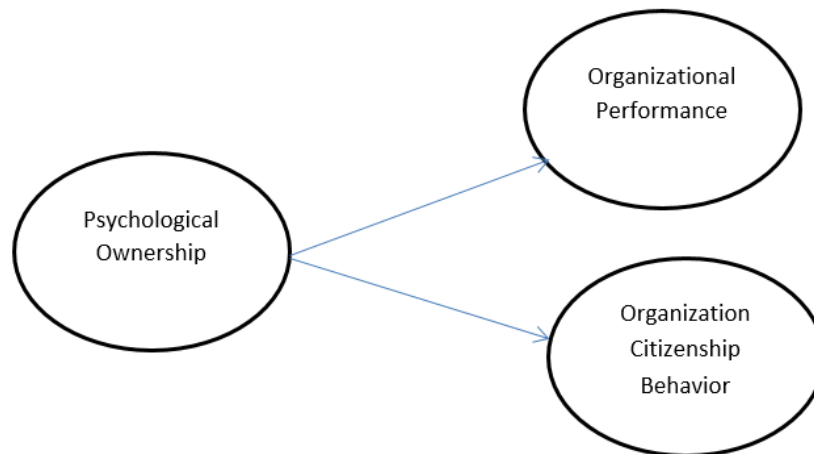 Psychological
Ownership
Organizational
Performance
Organization
Citizenship
Behavior